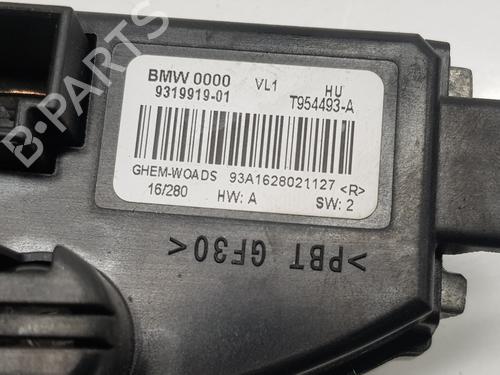 BMW 0000 VL1 HU
9319919-01 T954493-A
GHEM-WOADS 93A1628021127 <R>
16/280 HW: A SW: 2
>PBT GF30<
B-PARTS